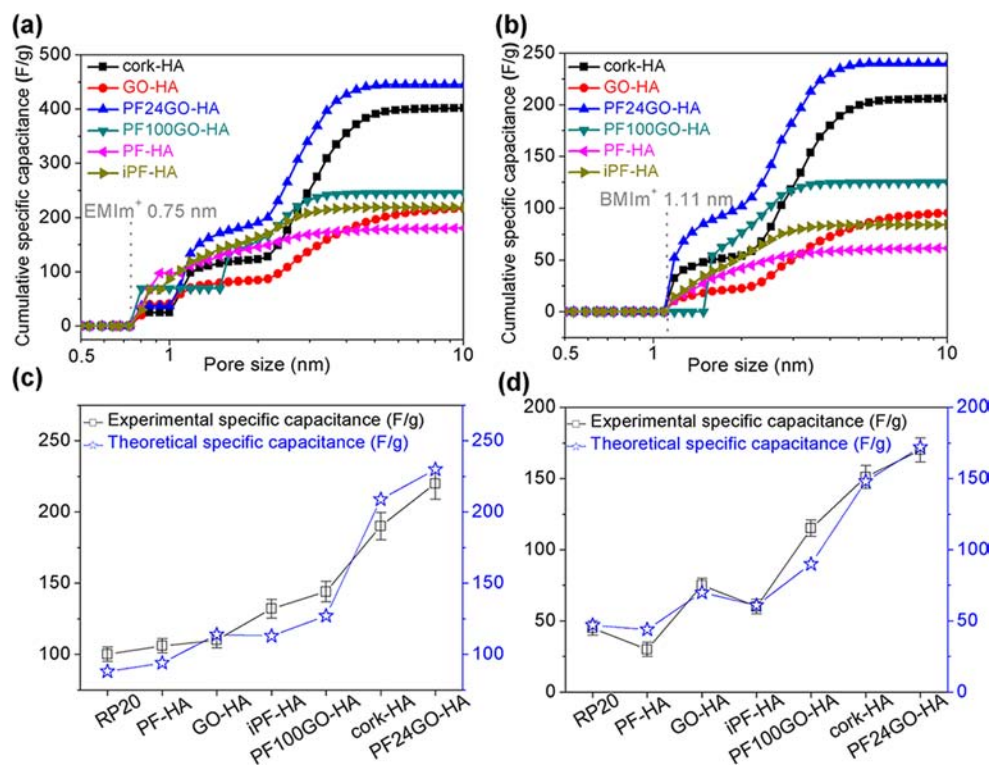 (a)
Cumulative specific capacitance (F/g)
500
400
300
200
100
0
cork-HA
GO-HA
PF24GO-HA
PF100GO-HA
PF-HA
iPF-HA
EMIm+ 0.75 nm
0.5
1
10
Pore size (nm)
(b)
Cumulative specific capacitance (F/g)
250
200
150
100
50
0
cork-HA
GO-HA
PF24GO-HA
PF100GO-HA
PF-HA
iPF-HA
BMIm+ 1.11 nm
0.5
1
10
Pore size (nm)
(c)
Experimental specific capacitance (F/g)
Theoretical specific capacitance (F/g)
250
200
150
100
250
200
150
100
RP20
PF-HA
GO-HA
iPF-HA
PF100GO-HA
cork-HA
PF24GO-HA
(d)
Experimental specific capacitance (F/g)
Theoretical specific capacitance (F/g)
200
150
100
50
0
200
150
100
50
0
RP20
PF-HA
GO-HA
iPF-HA
PF100GO-HA
cork-HA
PF24GO-HA